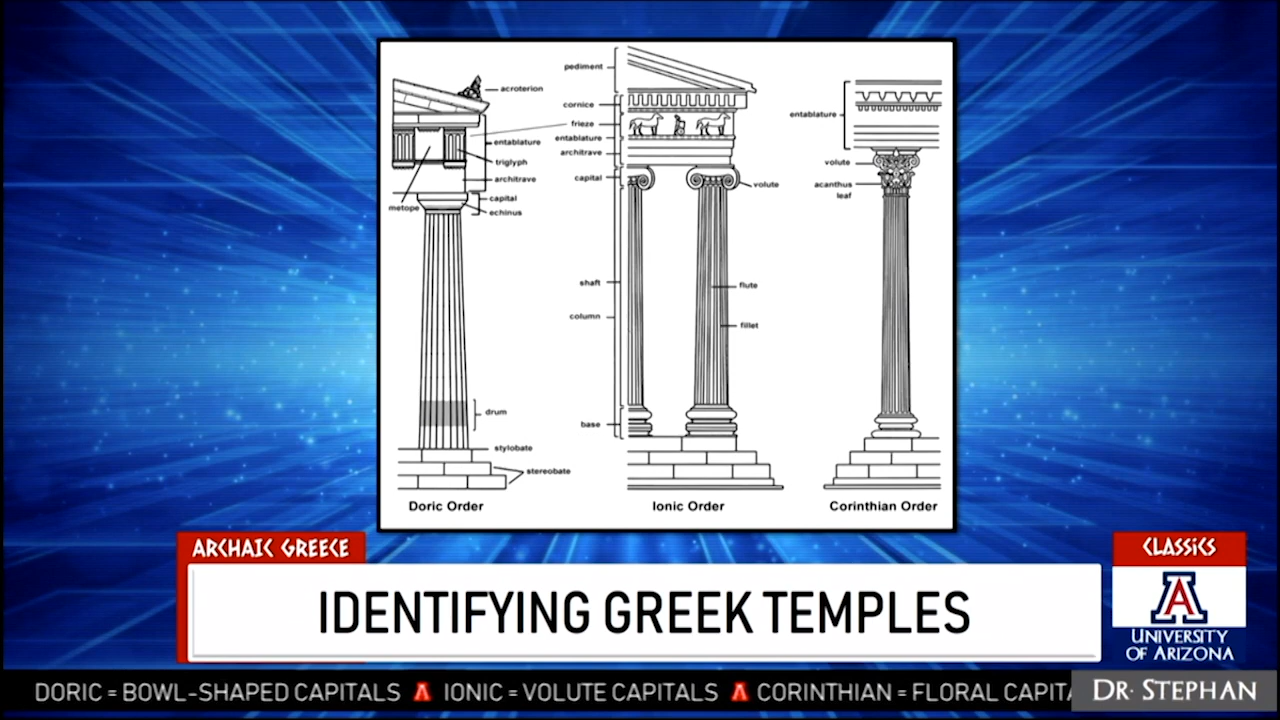 acroterion
entablature
triglyph
architrave
capital
echinus
metope
drum
stylobate
stereobate
Doric Order
pediment
cornice
frieze
entablature
architrave
capital
volute
shaft
flute
column
fillet
base
Ionic Order
entablature
volute
acanthus
leaf
Corinthian Order
ARCHAIC GREECE
IDENTIFYING GREEK TEMPLES
CLASSICS
A
UNIVERSITY
OF ARIZONA
DORIC = BOWL-SHAPED CAPITALS A IONIC = VOLUTE CAPITALS A CORINTHIAN = FLORAL CAPITA
DR. STEPHAN